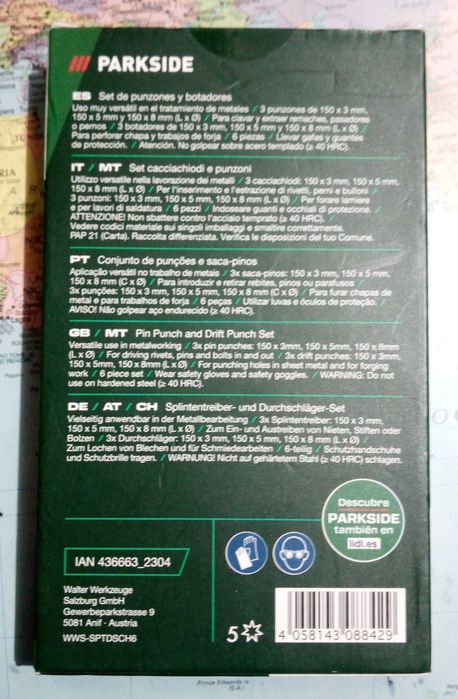 PARKSIDE
ES Set de punzones y botadores
Uso muy versátil en el tratamiento de metales / 3 punzones de 150 x 3 mm,
150 x 5 mm y 150 x 8 mm (L x Ø) / Para clavar y extraer remaches, pasadores
o pernos / 3 botadores de 150 x 3 mm, 150 x 5 mm y 150 x 8 mm (L x Ø) /
Para perforar chapa y trabajos de forja / 6 piezas / Llevar gafas y guantes
de protección. / Atención. No golpear sobre acero templado (≥ 40 HRC).
IT / MT Set cacciachiodi e punzoni
Utilizzo versatile nella lavorazione dei metalli / 3 cacciachiodi: 150 x 3 mm, 150 x 5 mm,
150 x 8 mm (L x Ø) / Per l'inserimento e l'estrazione di rivetti, perni e bulloni /
3 punzoni: 150 x 3 mm, 150 x 5 mm, 150 x 8 mm (L x Ø) / Per forare lamiere
e per lavori di saldatura / 6 pezzi / Indossare guanti e occhiali di protezione. /
ATTENZIONE! Non sbattere contro l'acciaio temprato (≥ 40 HRC).
Vedere codici materiale sui singoli imballaggi e smaltire correttamente.
PAP 21 (Carta). Raccolta differenziata. Verifica le disposizioni del tuo Comune.
PT Conjunto de punções e saca-pinos
Aplicação versátil no trabalho de metais / 3x saca-pinos: 150 x 3 mm, 150 x 5 mm,
150 x 8 mm (C x Ø) / Para introduzir e retirar rebites, pinos ou parafusos /
3x punções: 150 x 3 mm, 150 x 5 mm, 150 x 8 mm (C x Ø) / Para furar chapas de
metal e para trabalhos de forja / 6 peças / Utilizar luvas e óculos de proteção. /
AVISO! Não golpear aço endurecido (≥ 40 HRC).
GB / MT Pin Punch and Drift Punch Set
Versatile use in metalworking / 3x pin punches: 150 x 3mm, 150 x 5mm, 150 x 8mm
(L x Ø) / For driving rivets, pins and bolts in and out / 3x drift punches: 150 x 3mm,
150 x 5mm, 150 x 8mm (L x Ø) / For punching holes in sheet metal and for forging
work / 6 piece set / Wear safety gloves and safety goggles. / WARNING: Do not
use on hardened steel (≥ 40 HRC).
DE / AT / CH Splintentreiber- und Durchschläger-Set
Vielseitig anwendbar in der Metallbearbeitung / 3x Splintentreiber: 150 x 3 mm,
150 x 5 mm, 150 x 8 mm (L x Ø) / Zum Ein- und Austreiben von Nieten, Stiften oder
Bolzen / 3x Durchschläger: 150 x 3 mm, 150 x 5 mm, 150 x 8 mm (L x Ø) /
Zum Lochen von Blechen und für Schmiedearbeiten / 6-teilig / Schutzhandschuhe
und Schutzbrille tragen. / WARNUNG! Nicht auf gehärtetem Stahl (≥ 40 HRC) schlagen.
Descubre
PARKSIDE
también en
lidl.es
IAN 436663_2304
Walter Werkzeuge
Salzburg GmbH
Gewerbeparkstrasse 9
5081 Anif - Austria
WWS-SPTDSCH6
5
4 058143 088429
Prince Edwards Is
(S.A.)